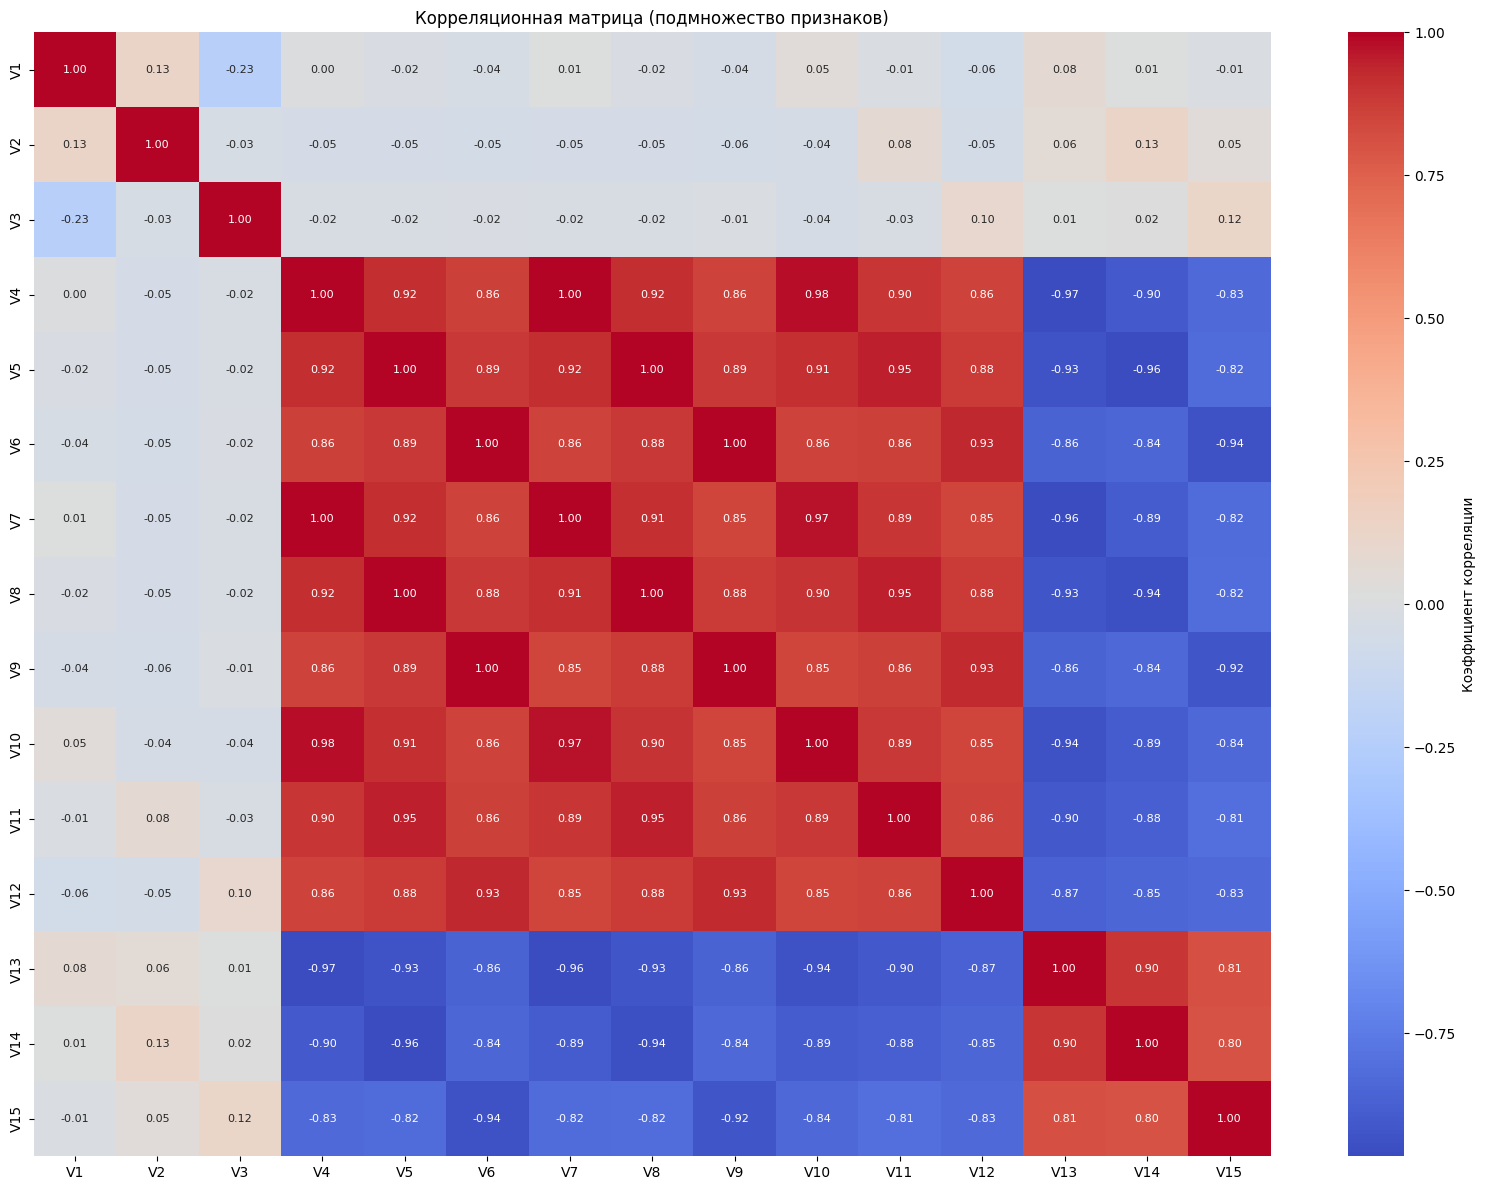 Корреляционная матрица (подмножество признаков)
V1 1.00 0.13 -0.23 0.00 -0.02 -0.04 0.01 -0.02 -0.04 0.05 -0.01 -0.06 0.08 0.01 -0.01
V2 0.13 1.00 -0.03 -0.05 -0.05 -0.05 -0.05 -0.05 -0.06 -0.04 0.08 -0.05 0.06 0.13 0.05
V3 -0.23 -0.03 1.00 -0.02 -0.02 -0.02 -0.02 -0.02 -0.01 -0.04 -0.03 0.10 0.01 0.02 0.12
V4 0.00 -0.05 -0.02 1.00 0.92 0.86 1.00 0.92 0.86 0.98 0.90 0.86 -0.97 -0.90 -0.83
V5 -0.02 -0.05 -0.02 0.92 1.00 0.89 0.92 1.00 0.89 0.91 0.95 0.88 -0.93 -0.96 -0.82
V6 -0.04 -0.05 -0.02 0.86 0.89 1.00 0.86 0.88 1.00 0.86 0.86 0.93 -0.86 -0.84 -0.94
V7 0.01 -0.05 -0.02 1.00 0.92 0.86 1.00 0.91 0.85 0.97 0.89 0.85 -0.96 -0.89 -0.82
V8 -0.02 -0.05 -0.02 0.92 1.00 0.88 0.91 1.00 0.88 0.90 0.95 0.88 -0.93 -0.94 -0.82
V9 -0.04 -0.06 -0.01 0.86 0.89 1.00 0.85 0.88 1.00 0.85 0.86 0.93 -0.86 -0.84 -0.92
V10 0.05 -0.04 -0.04 0.98 0.91 0.86 0.97 0.90 0.85 1.00 0.89 0.85 -0.94 -0.89 -0.84
V11 -0.01 0.08 -0.03 0.90 0.95 0.86 0.89 0.95 0.86 0.89 1.00 0.86 -0.90 -0.88 -0.81
V12 -0.06 -0.05 0.10 0.86 0.88 0.93 0.85 0.88 0.93 0.85 0.86 1.00 -0.87 -0.85 -0.83
V13 0.08 0.06 0.01 -0.97 -0.93 -0.86 -0.96 -0.93 -0.86 -0.94 -0.90 -0.87 1.00 0.90 0.81
V14 0.01 0.13 0.02 -0.90 -0.96 -0.84 -0.89 -0.94 -0.84 -0.89 -0.88 -0.85 0.90 1.00 0.80
V15 -0.01 0.05 0.12 -0.83 -0.82 -0.94 -0.82 -0.82 -0.92 -0.84 -0.81 -0.83 0.81 0.80 1.00
V1 V2 V3 V4 V5 V6 V7 V8 V9 V10 V11 V12 V13 V14 V15
1.00
0.75
0.50
0.25
0.00
−0.25
−0.50
−0.75
Коэффициент корреляции